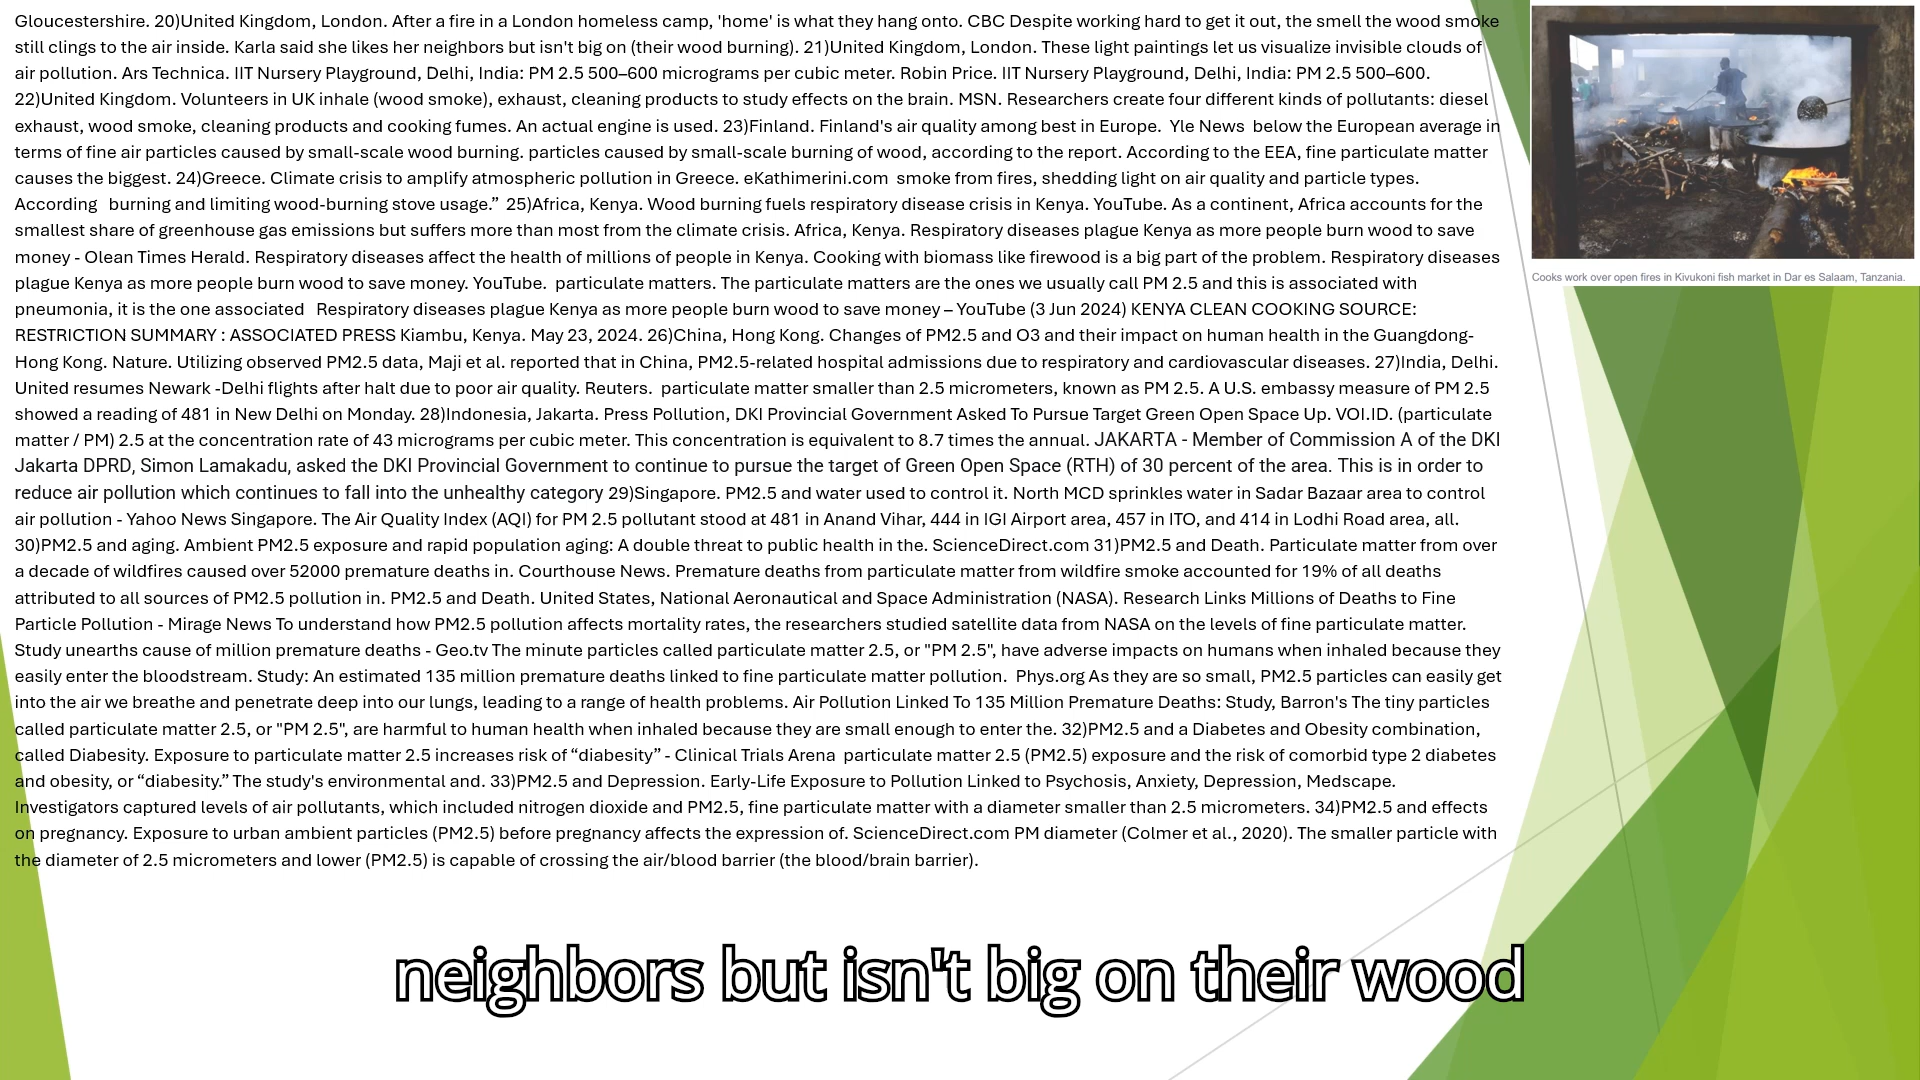 Gloucestershire. 20)United Kingdom, London. After a fire in a London homeless camp, 'home' is what they hang onto. CBC Despite working hard to get it out, the smell the wood smoke
still clings to the air inside. Karla said she likes her neighbors but isn't big on (their wood burning). 21)United Kingdom, London. These light paintings let us visualize invisible clouds of
air pollution. Ars Technica. IIT Nursery Playground, Delhi, India: PM 2.5 500–600 micrograms per cubic meter. Robin Price. IIT Nursery Playground, Delhi, India: PM 2.5 500–600.
22)United Kingdom. Volunteers in UK inhale (wood smoke), exhaust, cleaning products to study effects on the brain. MSN. Researchers create four different kinds of pollutants: diesel
exhaust, wood smoke, cleaning products and cooking fumes. An actual engine is used. 23)Finland. Finland's air quality among best in Europe.  Yle News  below the European average in
terms of fine air particles caused by small-scale wood burning. particles caused by small-scale burning of wood, according to the report. According to the EEA, fine particulate matter
causes the biggest. 24)Greece. Climate crisis to amplify atmospheric pollution in Greece. eKathimerini.com  smoke from fires, shedding light on air quality and particle types.
According  burning and limiting wood-burning stove usage.”  25)Africa, Kenya. Wood burning fuels respiratory disease crisis in Kenya. YouTube. As a continent, Africa accounts for the
smallest share of greenhouse gas emissions but suffers more than most from the climate crisis. Africa, Kenya. Respiratory diseases plague Kenya as more people burn wood to save
money - Olean Times Herald. Respiratory diseases affect the health of millions of people in Kenya. Cooking with biomass like firewood is a big part of the problem. Respiratory diseases
plague Kenya as more people burn wood to save money. YouTube.  particulate matters. The particulate matters are the ones we usually call PM 2.5 and this is associated with
pneumonia, it is the one associated  Respiratory diseases plague Kenya as more people burn wood to save money – YouTube (3 Jun 2024) KENYA CLEAN COOKING SOURCE:
RESTRICTION SUMMARY : ASSOCIATED PRESS Kiambu, Kenya. May 23, 2024. 26)China, Hong Kong. Changes of PM2.5 and O3 and their impact on human health in the Guangdong-
Hong Kong. Nature. Utilizing observed PM2.5 data, Maji et al. reported that in China, PM2.5-related hospital admissions due to respiratory and cardiovascular diseases. 27)India, Delhi.
United resumes Newark -Delhi flights after halt due to poor air quality. Reuters.  particulate matter smaller than 2.5 micrometers, known as PM 2.5. A U.S. embassy measure of PM 2.5
showed a reading of 481 in New Delhi on Monday. 28)Indonesia, Jakarta. Press Pollution, DKI Provincial Government Asked To Pursue Target Green Open Space Up. VOI.ID. (particulate
matter / PM) 2.5 at the concentration rate of 43 micrograms per cubic meter. This concentration is equivalent to 8.7 times the annual. JAKARTA - Member of Commission A of the DKI
Jakarta DPRD, Simon Lamakadu, asked the DKI Provincial Government to continue to pursue the target of Green Open Space (RTH) of 30 percent of the area. This is in order to
reduce air pollution which continues to fall into the unhealthy category 29)Singapore. PM2.5 and water used to control it. North MCD sprinkles water in Sadar Bazaar area to control
air pollution - Yahoo News Singapore. The Air Quality Index (AQI) for PM 2.5 pollutant stood at 481 in Anand Vihar, 444 in IGI Airport area, 457 in ITO, and 414 in Lodhi Road area, all.
30)PM2.5 and aging. Ambient PM2.5 exposure and rapid population aging: A double threat to public health in the. ScienceDirect.com 31)PM2.5 and Death. Particulate matter from over
a decade of wildfires caused over 52000 premature deaths in. Courthouse News. Premature deaths from particulate matter from wildfire smoke accounted for 19% of all deaths
attributed to all sources of PM2.5 pollution in. PM2.5 and Death. United States, National Aeronautical and Space Administration (NASA). Research Links Millions of Deaths to Fine
Particle Pollution - Mirage News To understand how PM2.5 pollution affects mortality rates, the researchers studied satellite data from NASA on the levels of fine particulate matter.
Study unearths cause of million premature deaths - Geo.tv The minute particles called particulate matter 2.5, or "PM 2.5", have adverse impacts on humans when inhaled because they
easily enter the bloodstream. Study: An estimated 135 million premature deaths linked to fine particulate matter pollution.  Phys.org As they are so small, PM2.5 particles can easily get
into the air we breathe and penetrate deep into our lungs, leading to a range of health problems. Air Pollution Linked To 135 Million Premature Deaths: Study, Barron's The tiny particles
called particulate matter 2.5, or "PM 2.5", are harmful to human health when inhaled because they are small enough to enter the. 32)PM2.5 and a Diabetes and Obesity combination,
called Diabesity. Exposure to particulate matter 2.5 increases risk of “diabesity” - Clinical Trials Arena  particulate matter 2.5 (PM2.5) exposure and the risk of comorbid type 2 diabetes
and obesity, or “diabesity.” The study's environmental and. 33)PM2.5 and Depression. Early-Life Exposure to Pollution Linked to Psychosis, Anxiety, Depression, Medscape.
Investigators captured levels of air pollutants, which included nitrogen dioxide and PM2.5, fine particulate matter with a diameter smaller than 2.5 micrometers. 34)PM2.5 and effects
on pregnancy. Exposure to urban ambient particles (PM2.5) before pregnancy affects the expression of. ScienceDirect.com PM diameter (Colmer et al., 2020). The smaller particle with
the diameter of 2.5 micrometers and lower (PM2.5) is capable of crossing the air/blood barrier (the blood/brain barrier).
Cooks work over open fires in Kivukoni fish market in Dar es Salaam, Tanzania.
neighbors but isn't big on their wood